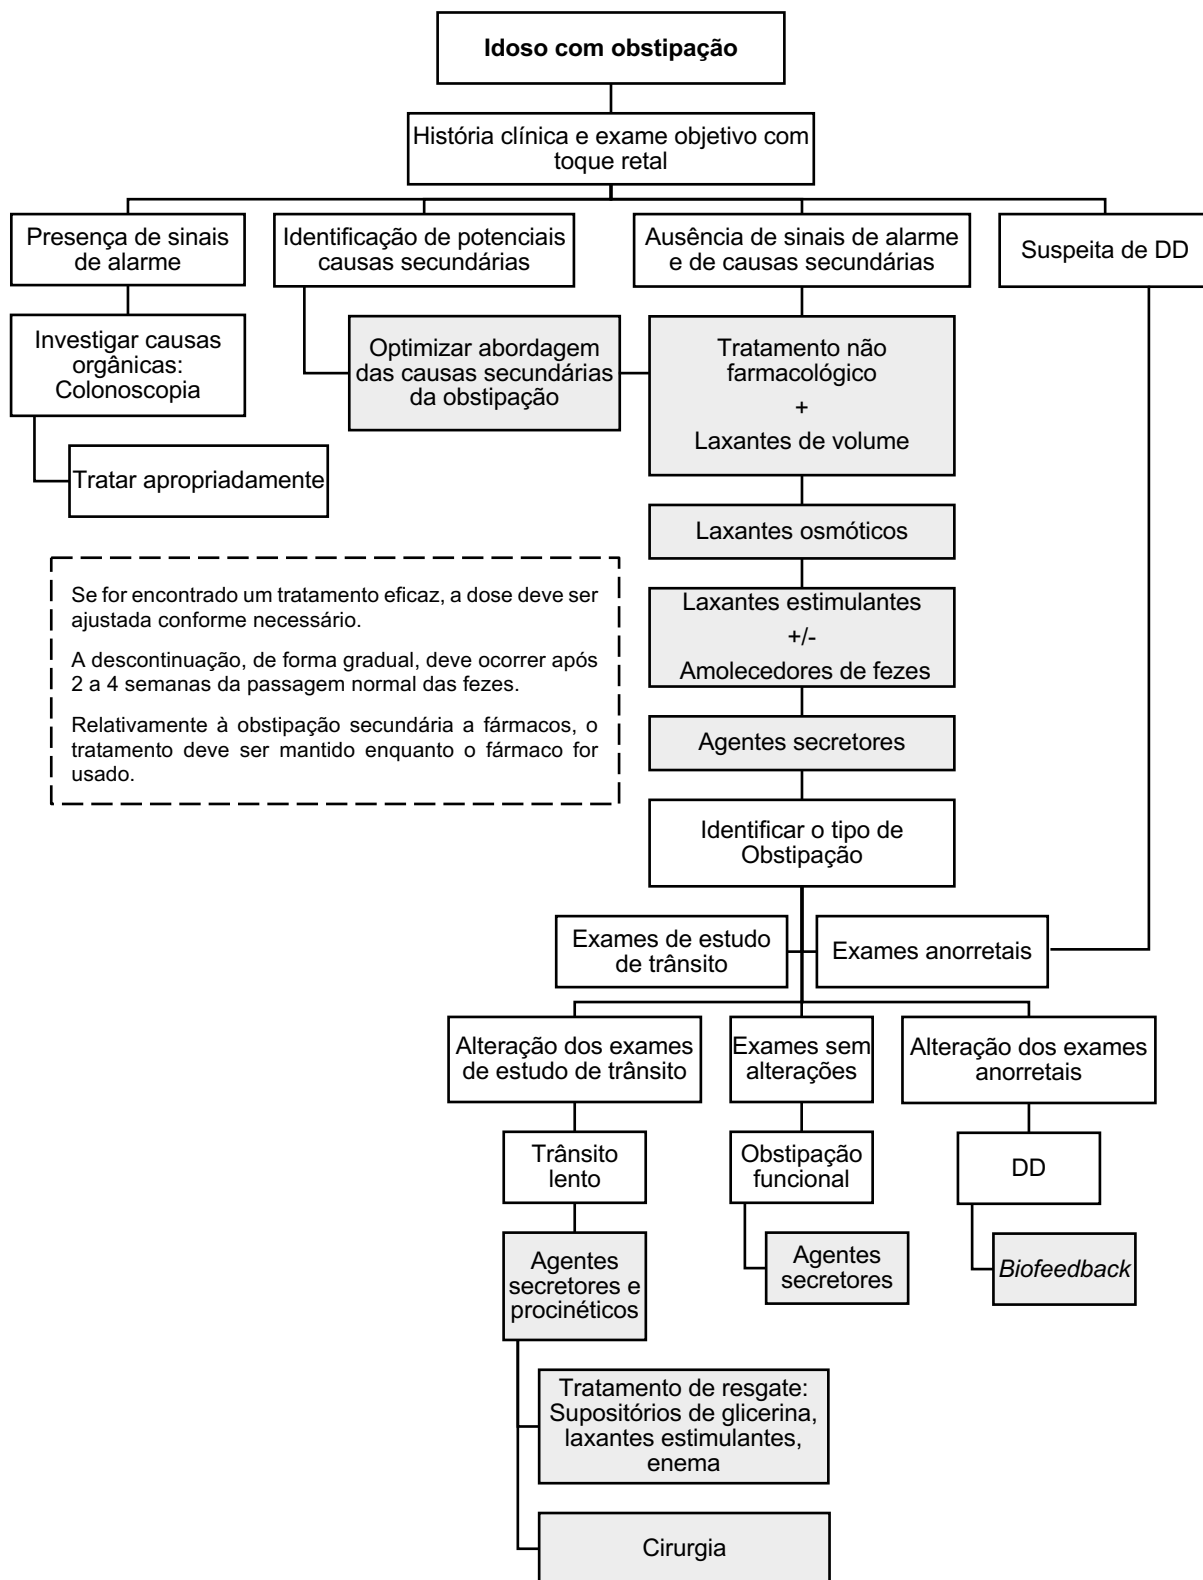 Idoso com obstipação
História clínica e exame objetivo com
toque retal
Presença de sinais
de alarme
Identificação de potenciais
causas secundárias
Ausência de sinais de alarme
e de causas secundárias
Suspeita de DD
Investigar causas
orgânicas:
Colonoscopia
Optimizar abordagem
das causas secundárias
da obstipação
Tratamento não
farmacológico
+
Laxantes de volume
Tratar apropriadamente
Laxantes osmóticos
Se for encontrado um tratamento eficaz, a dose deve ser
ajustada conforme necessário.
A descontinuação, de forma gradual, deve ocorrer após
2 a 4 semanas da passagem normal das fezes.
Relativamente à obstipação secundária a fármacos, o
tratamento deve ser mantido enquanto o fármaco for
usado.
Laxantes estimulantes
+/-
Amolecedores de fezes
Agentes secretores
Identificar o tipo de
Obstipação
Exames de estudo
de trânsito
Exames anorretais
Alteração dos exames
de estudo de trânsito
Exames sem
alterações
Alteração dos exames
anorretais
Trânsito
lento
Obstipação
funcional
DD
Agentes
secretores e
procinéticos
Agentes
secretores
Biofeedback
Tratamento de resgate:
Supositórios de glicerina,
laxantes estimulantes,
enema
Cirurgia